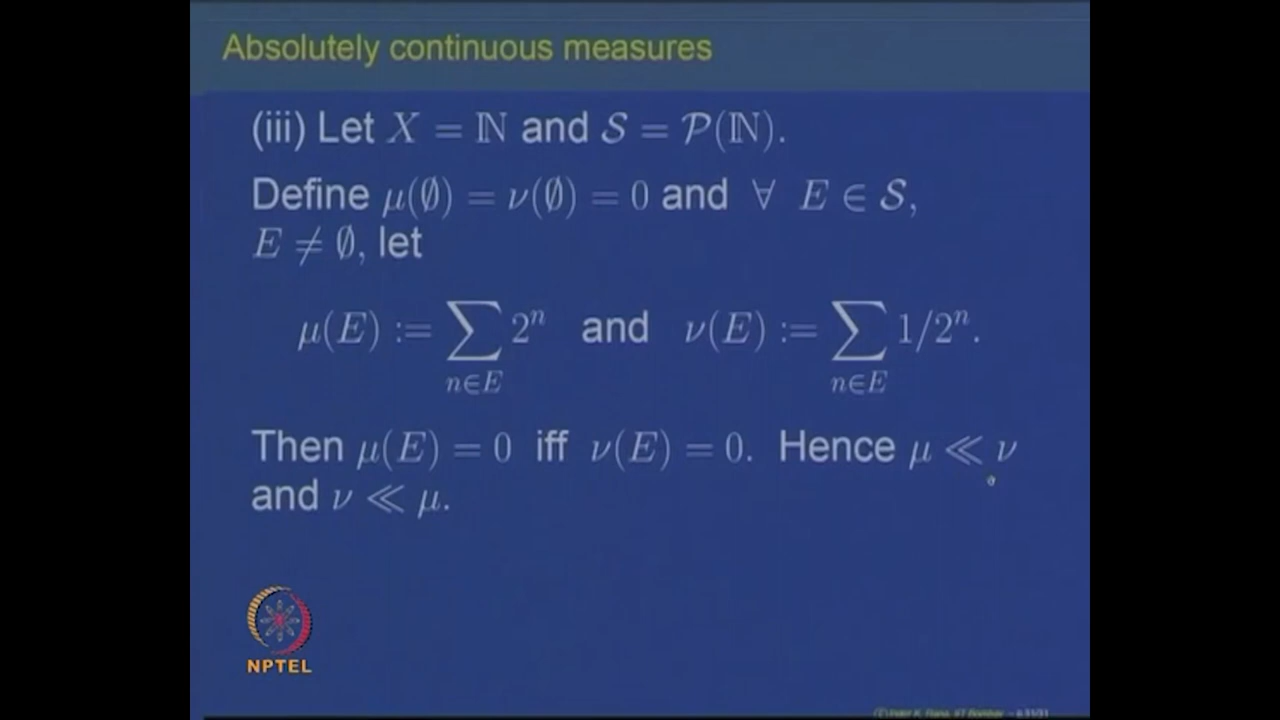 Absolutely continuous measures
(iii) Let X = ℕ and 𝒮 = 𝒫(ℕ).
Define μ(∅) = ν(∅) = 0 and ∀ E ∈ 𝒮,
E ≠ ∅, let
μ(E) := ∑_{n∈E} 2^n and ν(E) := ∑_{n∈E} 1/2^n.
Then μ(E) = 0 iff ν(E) = 0. Hence μ ≪ ν
and ν ≪ μ.
NPTEL